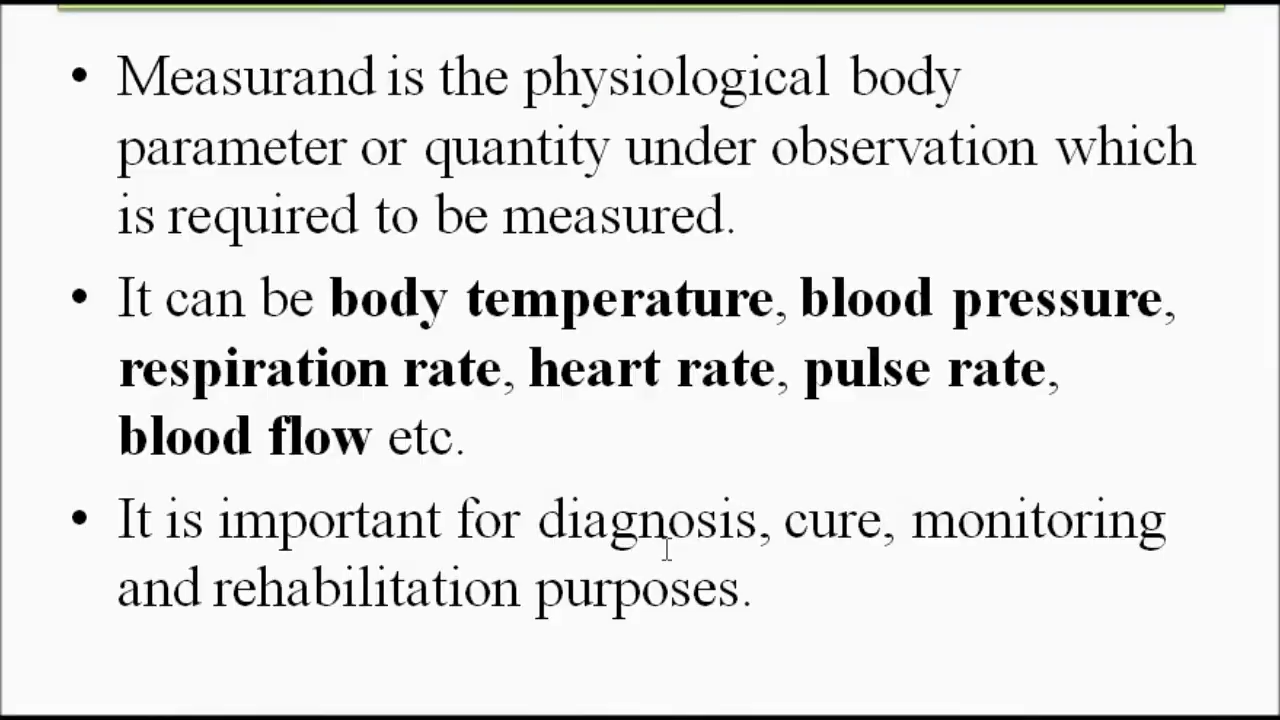 • Measurand is the physiological body
parameter or quantity under observation which
is required to be measured.
• It can be body temperature, blood pressure,
respiration rate, heart rate, pulse rate,
blood flow etc.
• It is important for diagnosis, cure, monitoring
and rehabilitation purposes.